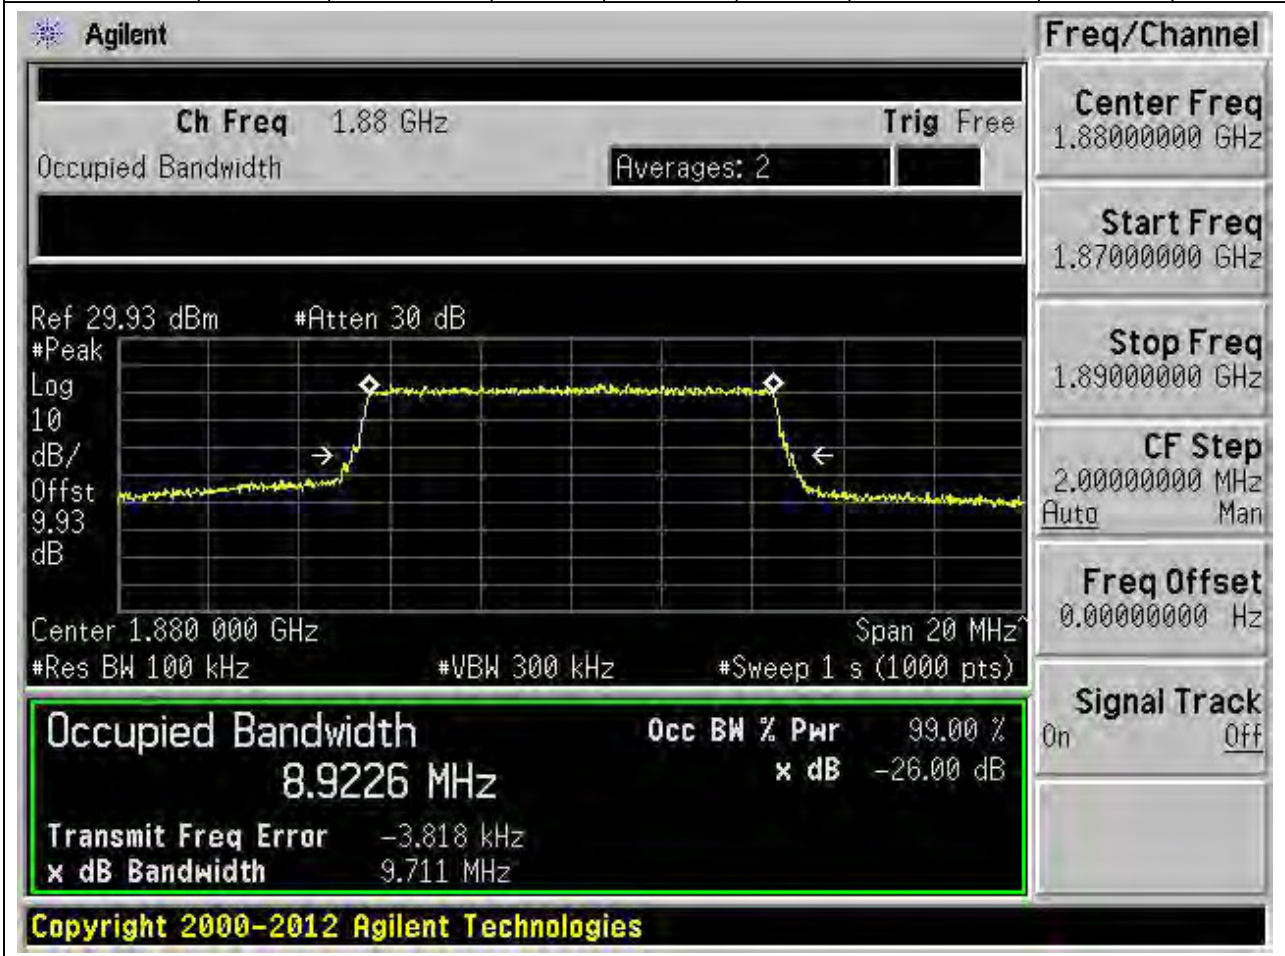 Agilent
Freq/Channel
Ch Freq 1.88 GHz Trig Free
Occupied Bandwidth Averages: 2
Center Freq
1.88000000 GHz
Start Freq
1.87000000 GHz
Stop Freq
1.89000000 GHz
CF Step
2.00000000 MHz
Auto Man
Freq Offset
0.00000000 Hz
Signal Track
On Off
Ref 29.93 dBm #Atten 30 dB
#Peak
Log
10
dB/
Offst
9.93
dB
Center 1.880 000 GHz Span 20 MHz^
#Res BW 100 kHz #VBW 300 kHz #Sweep 1 s (1000 pts)
Occupied Bandwidth
8.9226 MHz
Occ BW % Pwr 99.00 %
x dB -26.00 dB
Transmit Freq Error -3.818 kHz
x dB Bandwidth 9.711 MHz
Copyright 2000-2012 Agilent Technologies